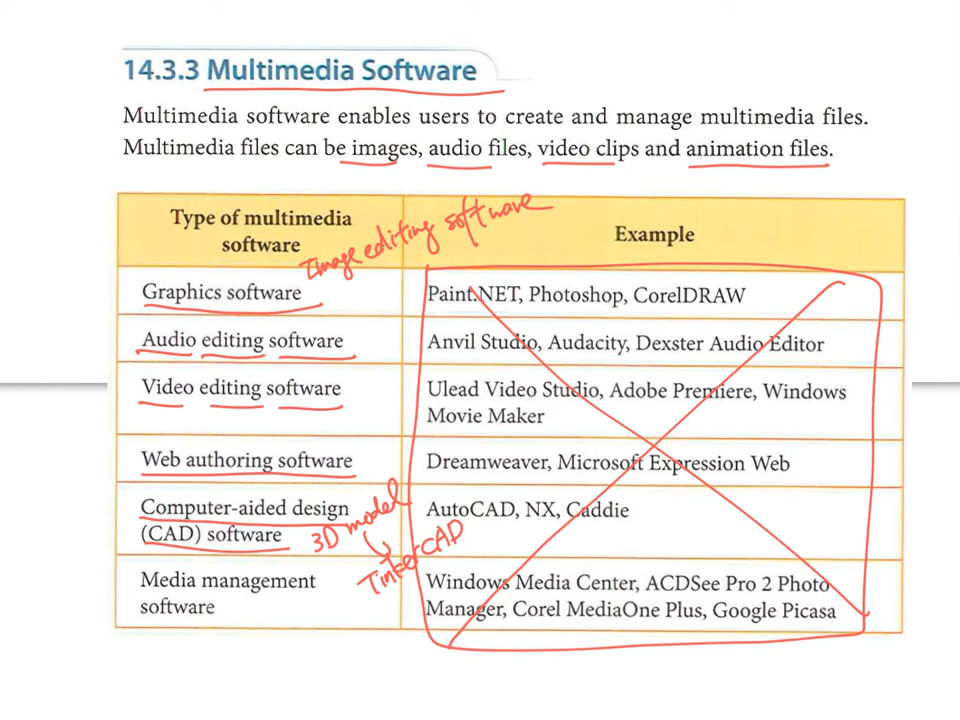 14.3.3 Multimedia Software
Multimedia software enables users to create and manage multimedia files.
Multimedia files can be images, audio files, video clips and animation files.
Type of multimedia
software
Example
Image editing software
Graphics software
Paint.NET, Photoshop, CorelDRAW
Audio editing software
Anvil Studio, Audacity, Dexster Audio Editor
Video editing software
Ulead Video Studio, Adobe Premiere, Windows
Movie Maker
Web authoring software
Dreamweaver, Microsoft Expression Web
Computer-aided design
(CAD) software
3D model
TinkerCAD
AutoCAD, NX, Caddie
Media management
software
Windows Media Center, ACDSee Pro 2 Photo
Manager, Corel MediaOne Plus, Google Picasa